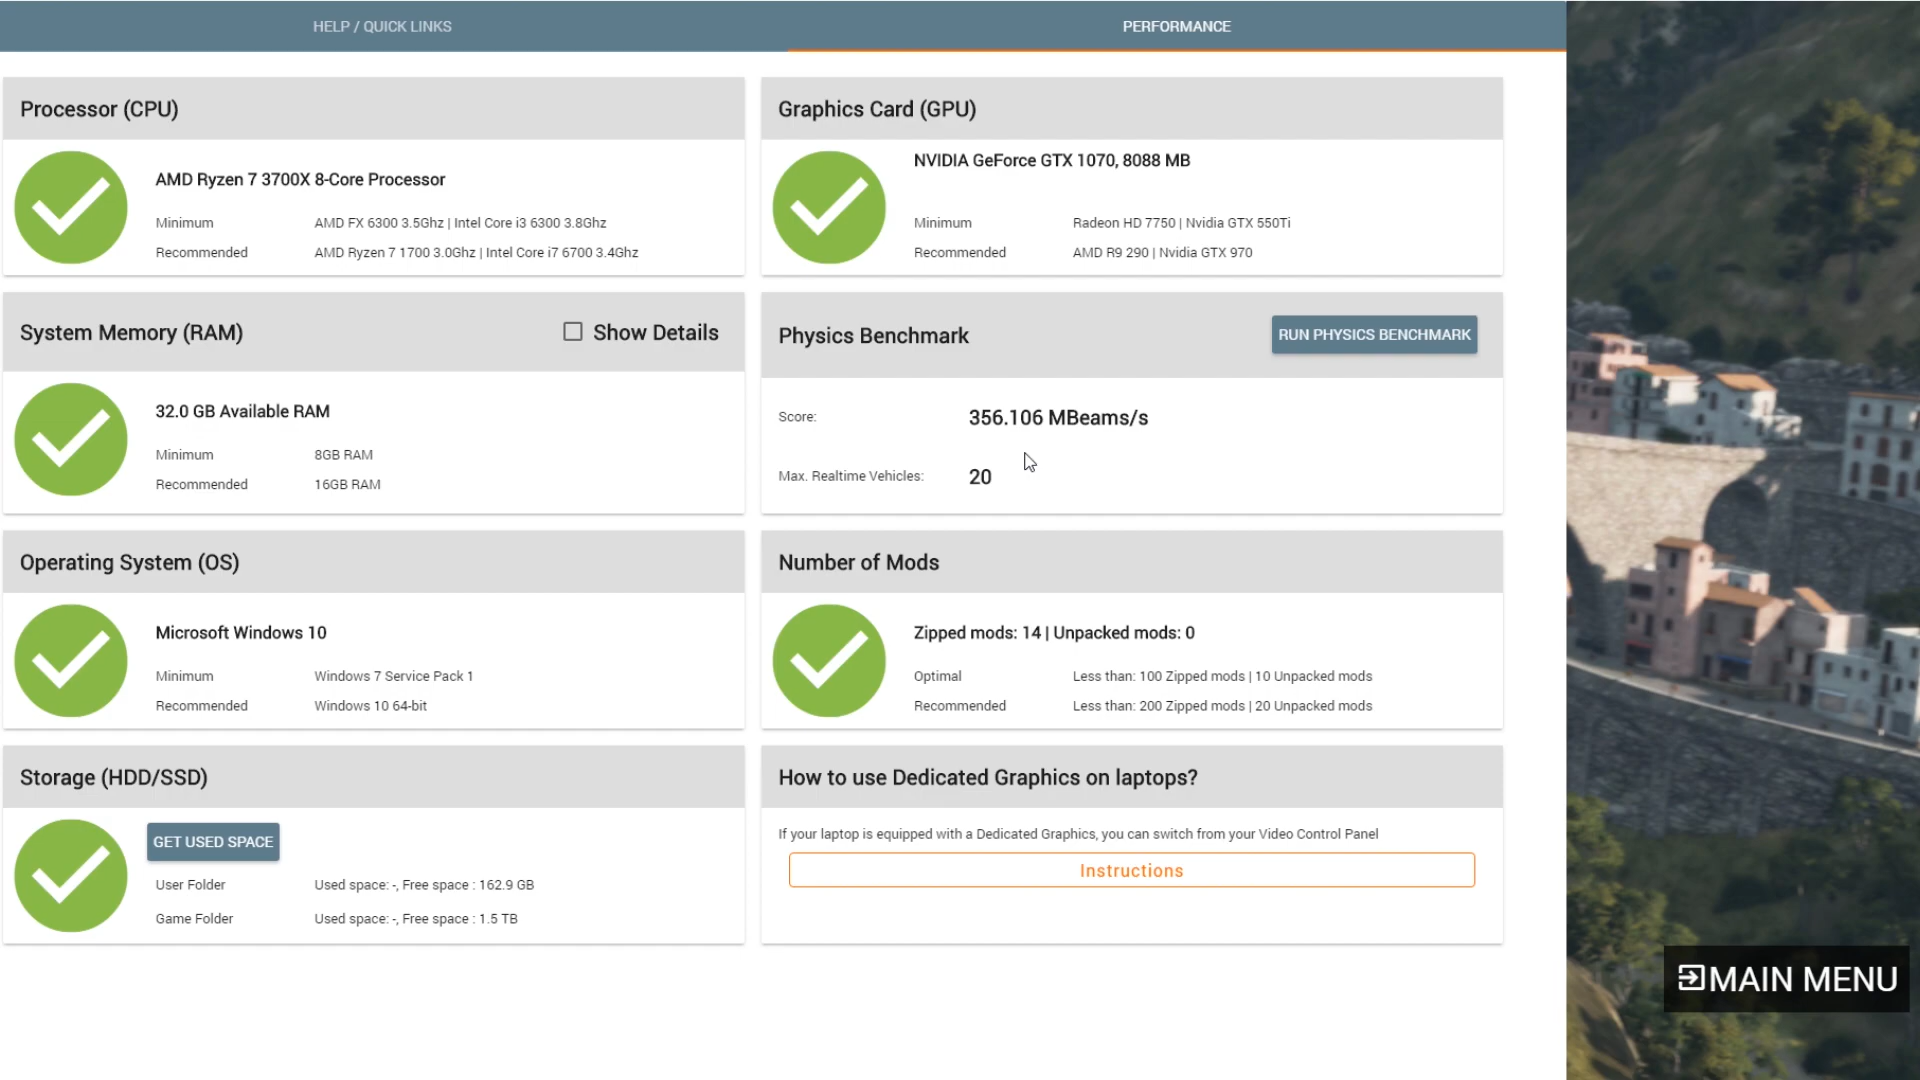 HELP / QUICK LINKS
PERFORMANCE
Processor (CPU)
AMD Ryzen 7 3700X 8-Core Processor
Minimum AMD FX 6300 3.5Ghz | Intel Core i3 6300 3.8Ghz
Recommended AMD Ryzen 7 1700 3.0Ghz | Intel Core i7 6700 3.4Ghz
Graphics Card (GPU)
NVIDIA GeForce GTX 1070, 8088 MB
Minimum Radeon HD 7750 | Nvidia GTX 550Ti
Recommended AMD R9 290 | Nvidia GTX 970
System Memory (RAM)
Show Details
32.0 GB Available RAM
Minimum 8GB RAM
Recommended 16GB RAM
Physics Benchmark
RUN PHYSICS BENCHMARK
Score: 356.106 MBeams/s
Max. Realtime Vehicles: 20
Operating System (OS)
Microsoft Windows 10
Minimum Windows 7 Service Pack 1
Recommended Windows 10 64-bit
Number of Mods
Zipped mods: 14 | Unpacked mods: 0
Optimal Less than: 100 Zipped mods | 10 Unpacked mods
Recommended Less than: 200 Zipped mods | 20 Unpacked mods
Storage (HDD/SSD)
GET USED SPACE
User Folder Used space: -, Free space : 162.9 GB
Game Folder Used space: -, Free space : 1.5 TB
How to use Dedicated Graphics on laptops?
If your laptop is equipped with a Dedicated Graphics, you can switch from your Video Control Panel
Instructions
MAIN MENU